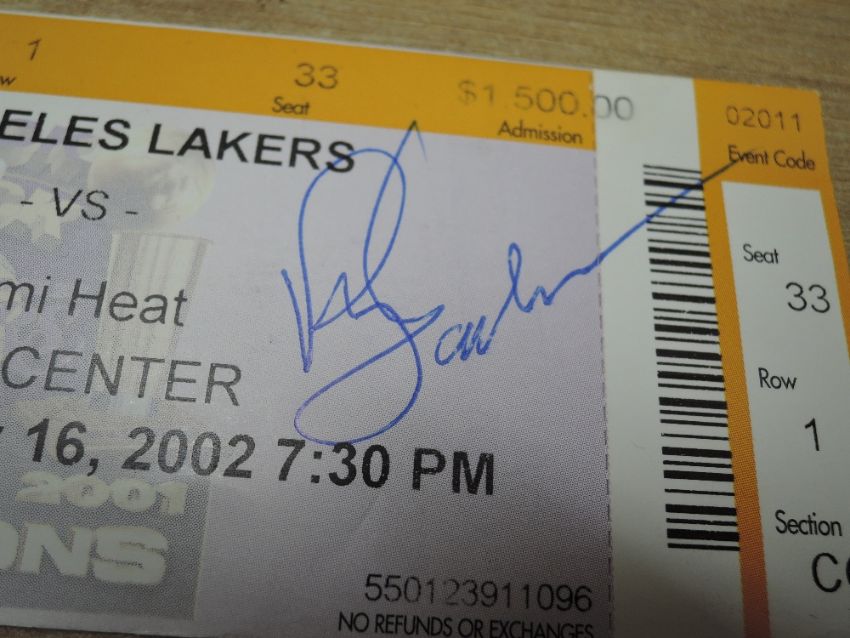 1 33 $1,500.00
w Seat Admission
ELES LAKERS
- VS -
mi Heat
CENTER
16, 2002 7:30 PM
2001
ONS
550123911096
NO REFUNDS OR EXCHANGES
02011
Event Code
Seat
33
Row
1
Section
CO